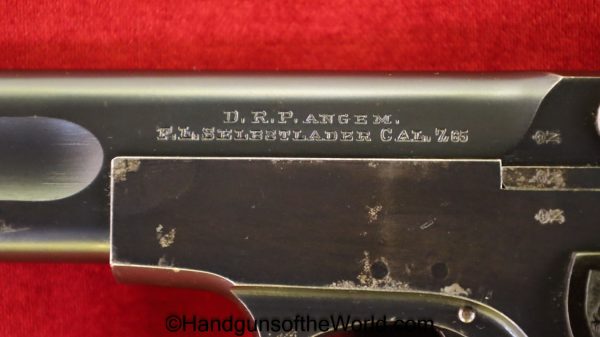 D.R.P. ANGEM.
F.L. SELBSTLADER CAL. 7,65
©HandgunsoftheWorld.com